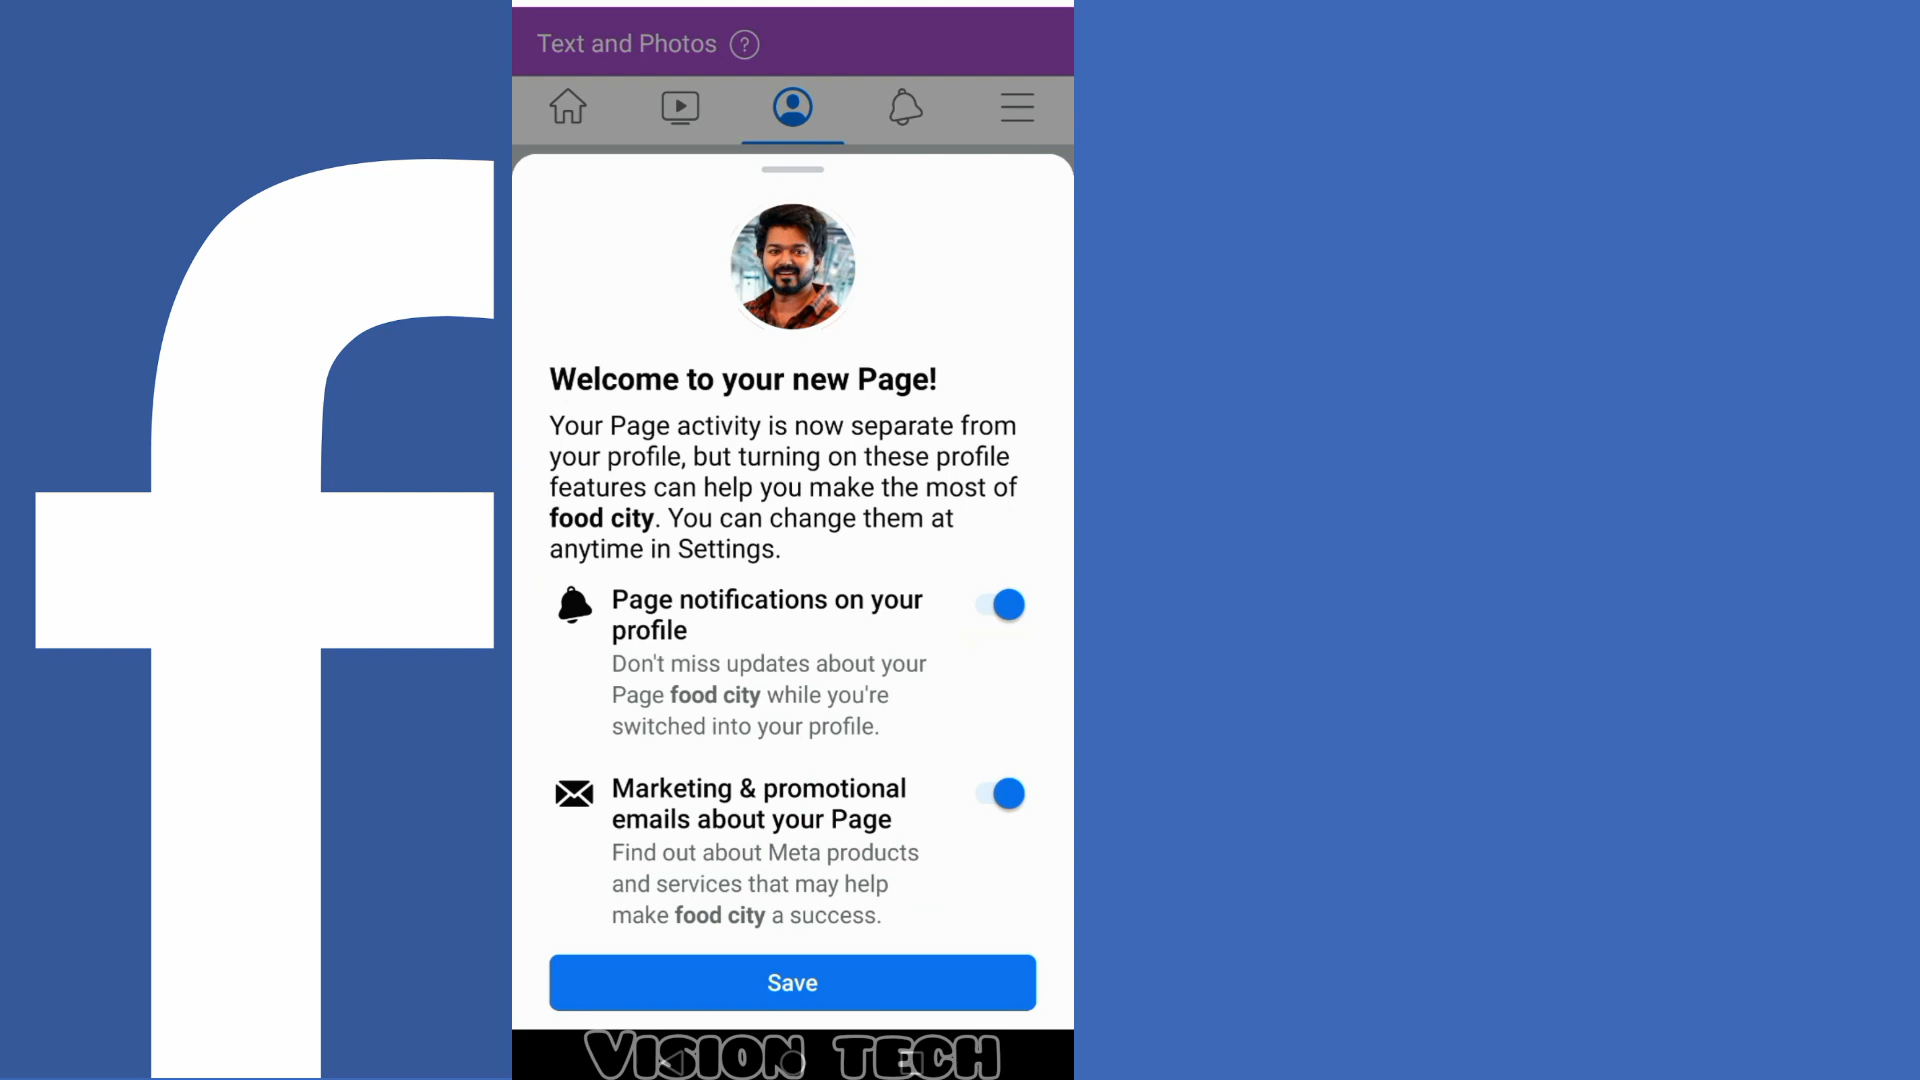 Text and Photos ?
Welcome to your new Page!
Your Page activity is now separate from
your profile, but turning on these profile
features can help you make the most of
food city. You can change them at
anytime in Settings.
Page notifications on your
profile
Don't miss updates about your
Page food city while you're
switched into your profile.
Marketing & promotional
emails about your Page
Find out about Meta products
and services that may help
make food city a success.
Save
VISION TECH